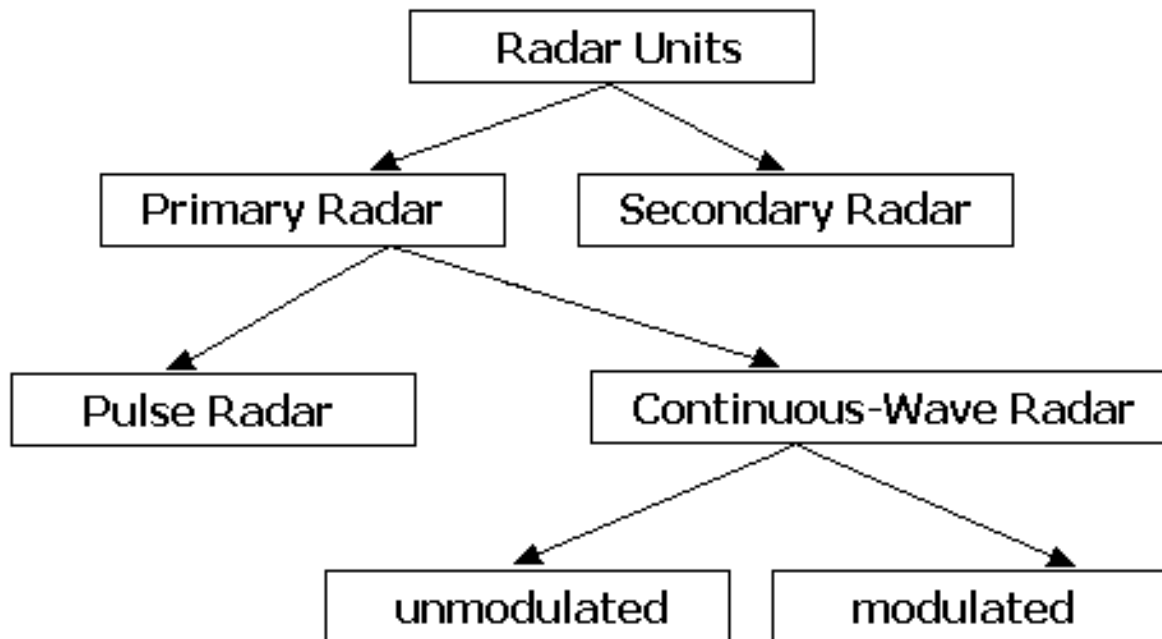 Radar Units
Primary Radar
Secondary Radar
Pulse Radar
Continuous-Wave Radar
unmodulated
modulated